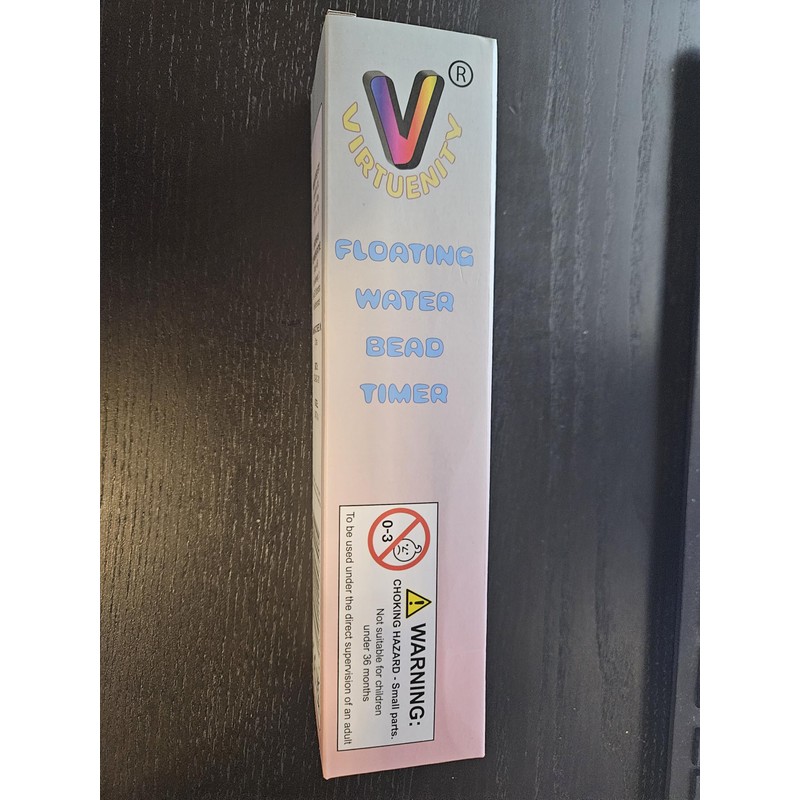 V®
VIRTUENITY
FLOATING
WATER
BEAD
TIMER
0-3
WARNING:
CHOKING HAZARD - Small parts.
Not suitable for children
under 36 months
To be used under the direct supervision of an adult